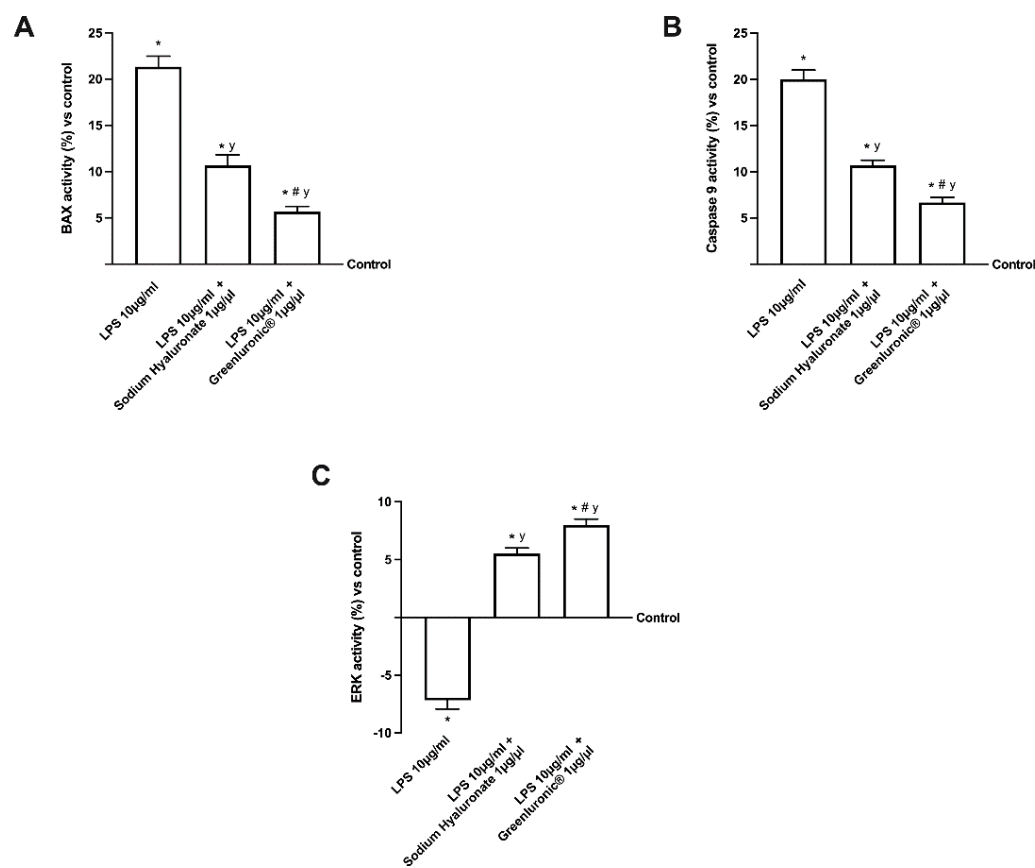 A
BAX activity (%) vs control
25
20
15
10
5
*
* y
* # y
Control
LPS 10µg/ml
LPS 10µg/ml +
Sodium Hyaluronate 1µg/µl
LPS 10µg/ml +
Greenluronic® 1µg/µl
B
Caspase 9 activity (%) vs control
25
20
15
10
5
*
* y
* # y
Control
LPS 10µg/ml
LPS 10µg/ml +
Sodium Hyaluronate 1µg/µl
LPS 10µg/ml +
Greenluronic® 1µg/µl
C
ERK activity (%) vs control
10
5
-5
-10
*
* y
* # y
Control
LPS 10µg/ml
LPS 10µg/ml +
Sodium Hyaluronate 1µg/µl
LPS 10µg/ml +
Greenluronic® 1µg/µl